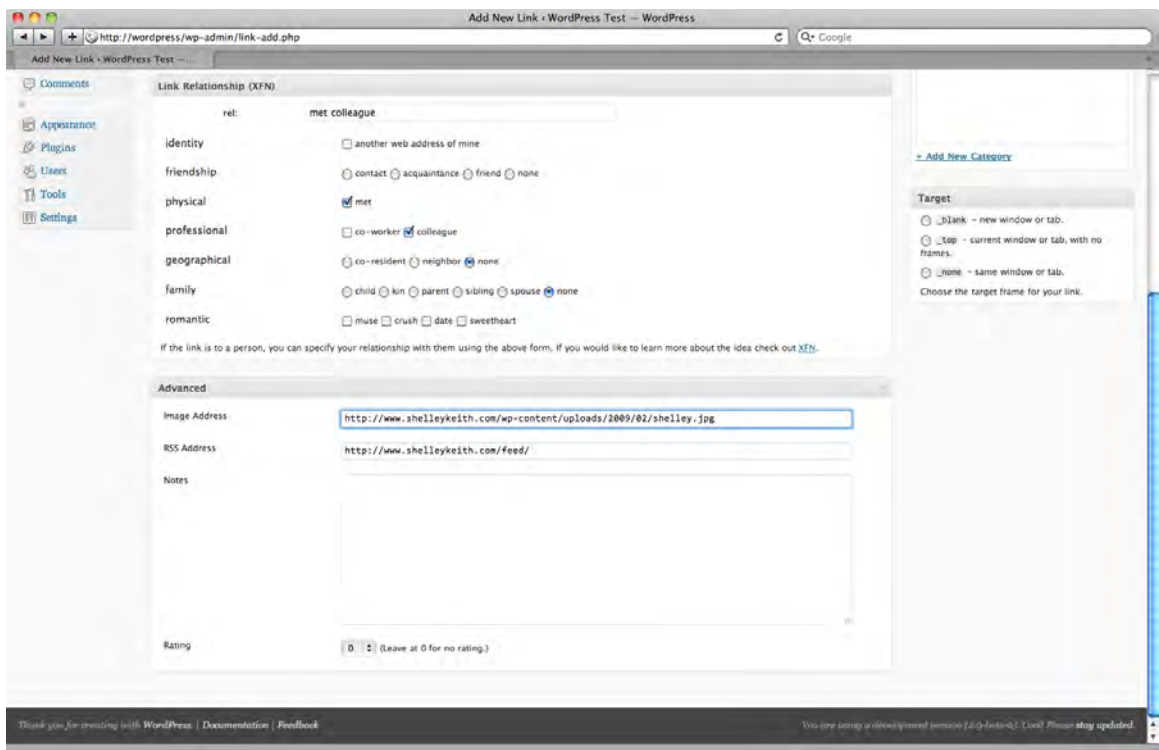 Add New Link ‹ WordPress Test — WordPress
http://wordpress/wp-admin/link-add.php
Google
Add New Link ‹ WordPress Test —...
Comments
Appearance
Plugins
Users
Tools
Settings
Link Relationship (XFN)
rel: met colleague
identity another web address of mine
friendship contact acquaintance friend none
physical met
professional co-worker colleague
geographical co-resident neighbor none
family child kin parent sibling spouse none
romantic muse crush date sweetheart
If the link is to a person, you can specify your relationship with them using the above form. If you would like to learn more about the idea check out XFN.
Advanced
Image Address http://www.shelleykeith.com/wp-content/uploads/2009/02/shelley.jpg
RSS Address http://www.shelleykeith.com/feed/
Notes
Rating 0 (Leave at 0 for no rating.)
+ Add New Category
Target
_blank - new window or tab.
_top - current window or tab, with no
frames.
_none - same window or tab.
Choose the target frame for your link.
Thank you for creating with WordPress. | Documentation | Feedback
You are using a development version Cool! Please stay updated.